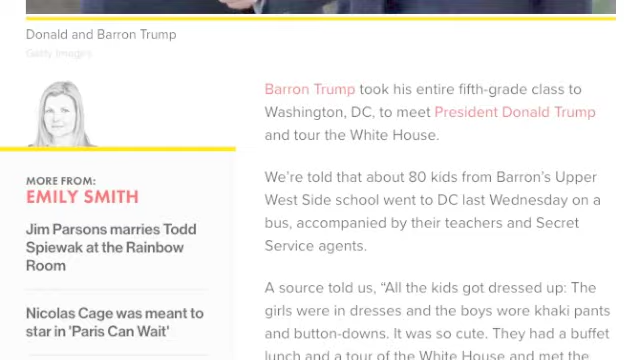 Donald and Barron Trump
Getty Images
Barron Trump took his entire fifth-grade class to
Washington, DC, to meet President Donald Trump
and tour the White House.
We're told that about 80 kids from Barron's Upper
West Side school went to DC last Wednesday on a
bus, accompanied by their teachers and Secret
Service agents.
A source told us, “All the kids got dressed up: The
girls were in dresses and the boys wore khaki pants
and button-downs. It was so cute. They had a buffet
lunch and a tour of the White House and met the
MORE FROM:
EMILY SMITH
Jim Parsons marries Todd
Spiewak at the Rainbow
Room
Nicolas Cage was meant to
star in 'Paris Can Wait'